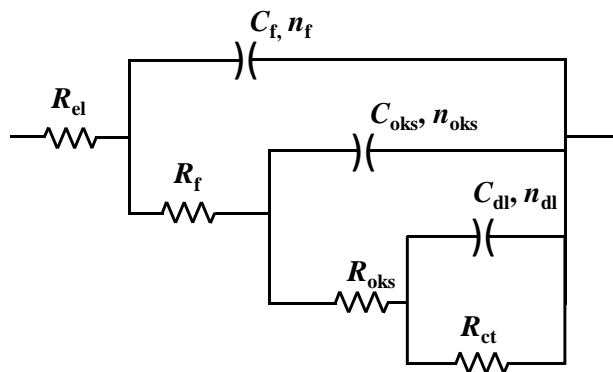 C_f, n_f
R_el
C_oks, n_oks
R_f
C_dl, n_dl
R_oks
R_ct